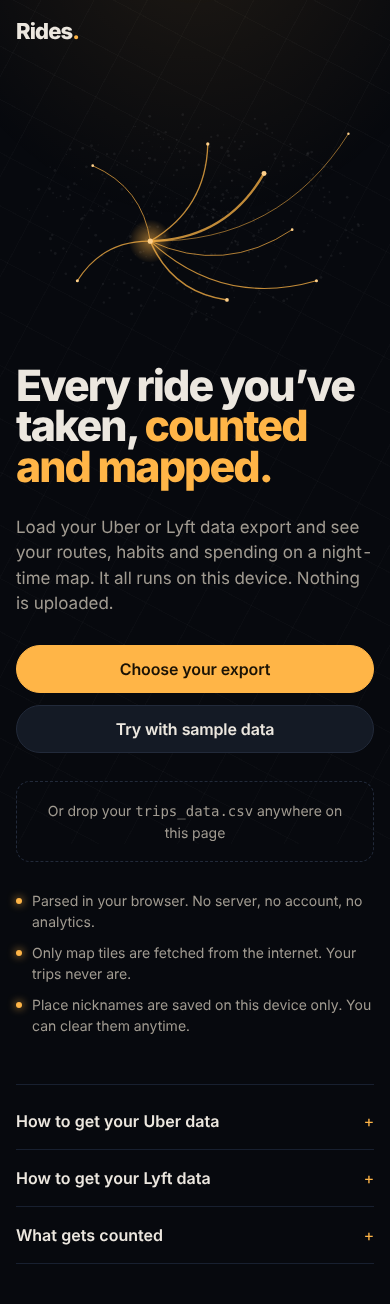 Rides.
Every ride you’ve
taken, counted
and mapped.
Load your Uber or Lyft data export and see
your routes, habits and spending on a night-
time map. It all runs on this device. Nothing
is uploaded.
Choose your export
Try with sample data
Or drop your trips_data.csv anywhere on
this page
Parsed in your browser. No server, no account, no
analytics.
Only map tiles are fetched from the internet. Your
trips never are.
Place nicknames are saved on this device only. You
can clear them anytime.
How to get your Uber data +
How to get your Lyft data +
What gets counted +